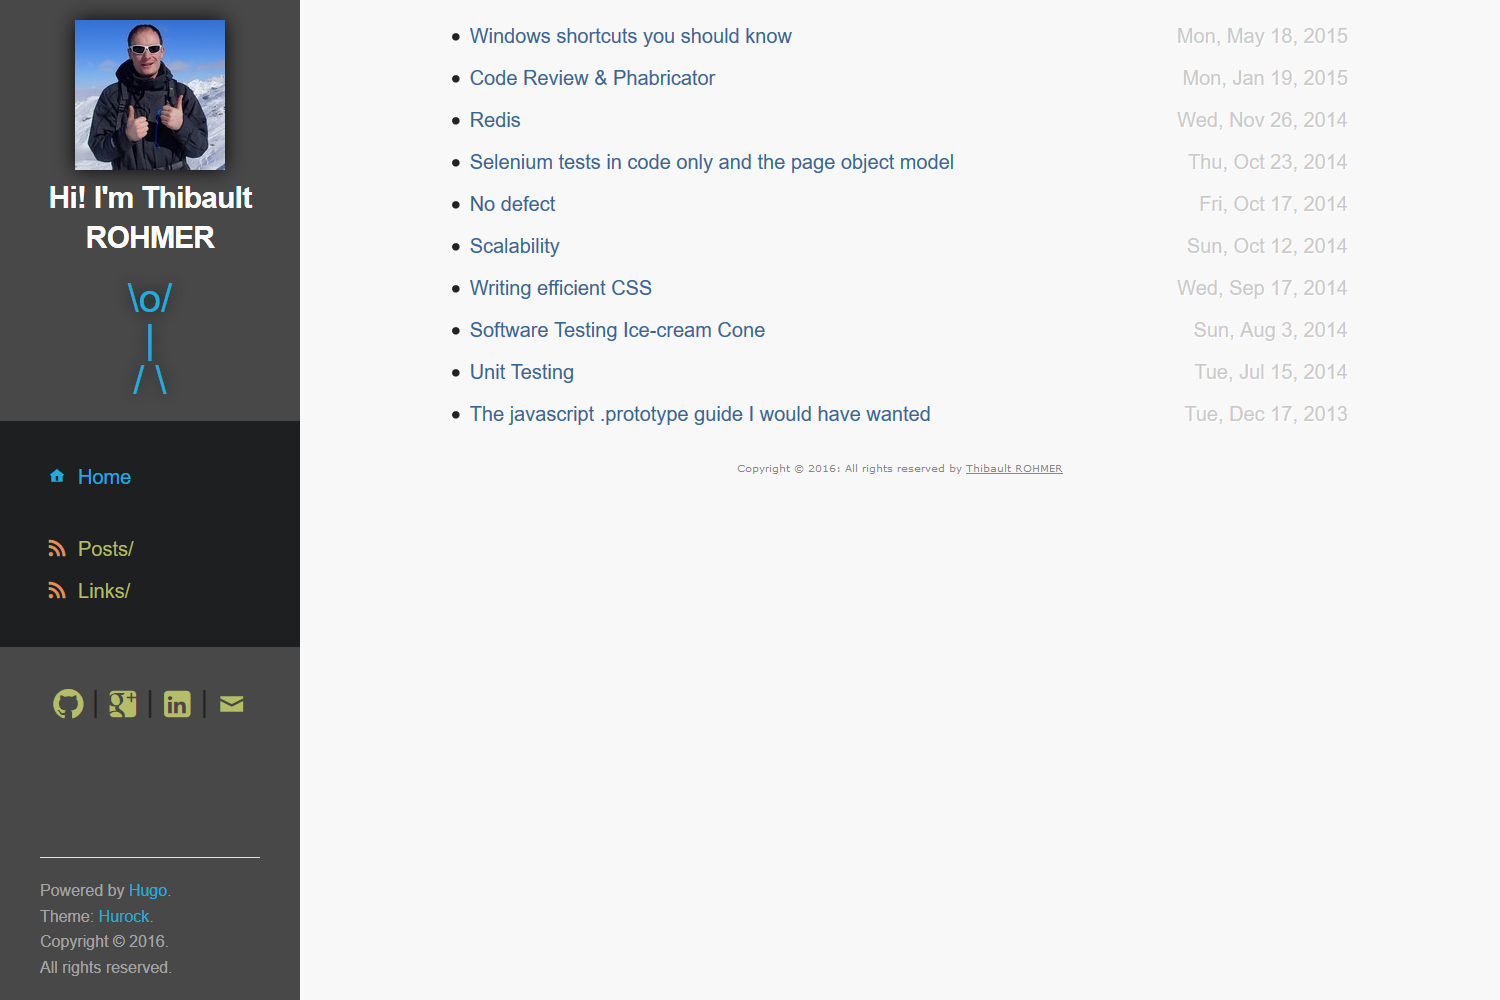 Hi! I'm Thibault
ROHMER
\o/
|
/ \
Home
Posts/
Links/
Powered by Hugo.
Theme: Hurock.
Copyright © 2016.
All rights reserved.
Windows shortcuts you should know Mon, May 18, 2015
Code Review & Phabricator Mon, Jan 19, 2015
Redis Wed, Nov 26, 2014
Selenium tests in code only and the page object model Thu, Oct 23, 2014
No defect Fri, Oct 17, 2014
Scalability Sun, Oct 12, 2014
Writing efficient CSS Wed, Sep 17, 2014
Software Testing Ice-cream Cone Sun, Aug 3, 2014
Unit Testing Tue, Jul 15, 2014
The javascript .prototype guide I would have wanted Tue, Dec 17, 2013
Copyright © 2016: All rights reserved by Thibault ROHMER